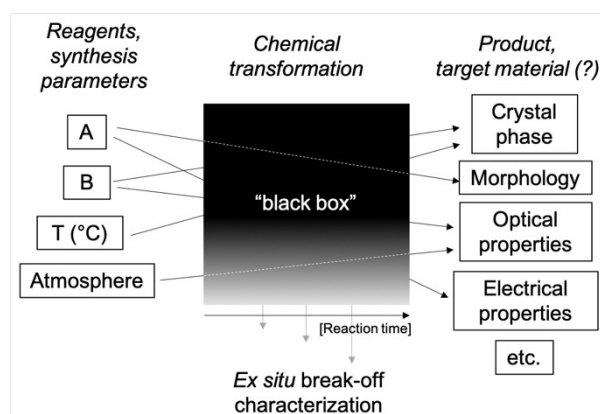 Reagents,
synthesis
parameters
A
B
T (°C)
Atmosphere
Chemical
transformation
“black box”
[Reaction time]
Ex situ break-off
characterization
Product,
target material (?)
Crystal
phase
Morphology
Optical
properties
Electrical
properties
etc.